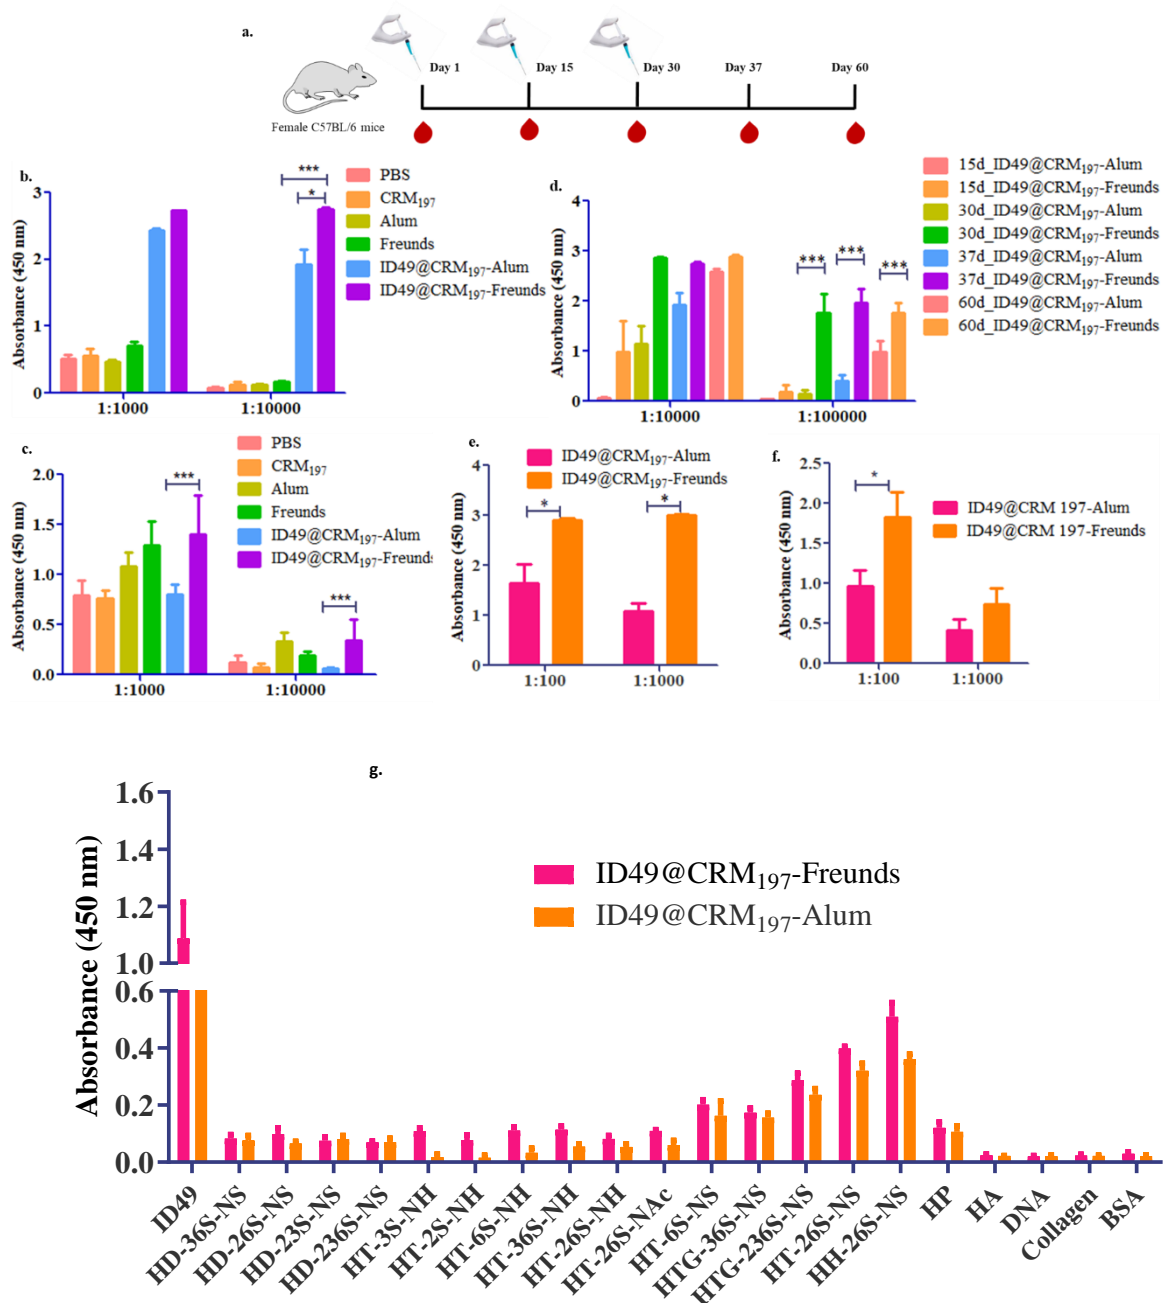 a.
Day 1
Day 15
Day 30
Day 37
Day 60
Female C57BL/6 mice
b.
Absorbance (450 nm)
3
2
1
0
1:1000
1:10000
***
*
PBS
CRM197
Alum
Freunds
ID49@CRM197-Alum
ID49@CRM197-Freunds
d.
Absorbance (450 nm)
4
3
2
1
0
1:10000
1:100000
***
***
***
15d_ID49@CRM197-Alum
15d_ID49@CRM197-Freunds
30d_ID49@CRM197-Alum
30d_ID49@CRM197-Freunds
37d_ID49@CRM197-Alum
37d_ID49@CRM197-Freunds
60d_ID49@CRM197-Alum
60d_ID49@CRM197-Freunds
c.
Absorbance (450 nm)
2.0
1.5
1.0
0.5
0.0
1:1000
1:10000
***
***
PBS
CRM197
Alum
Freunds
ID49@CRM197-Alum
ID49@CRM197-Freunds
e.
Absorbance (450 nm)
4
3
2
1
0
1:100
1:1000
*
*
ID49@CRM197-Alum
ID49@CRM197-Freunds
f.
Absorbance (450 nm)
2.5
2.0
1.5
1.0
0.5
0.0
1:100
1:1000
*
ID49@CRM 197-Alum
ID49@CRM 197-Freunds
g.
Absorbance (450 nm)
1.6
1.4
1.2
1.0
0.6
0.4
0.2
0.0
ID49@CRM197-Freunds
ID49@CRM197-Alum
ID49
HD-36S-NS
HD-26S-NS
HD-23S-NS
HD-236S-NS
HT-3S-NH
HT-2S-NH
HT-6S-NH
HT-36S-NH
HT-26S-NH
HT-26S-NAc
HT-6S-NS
HTG-36S-NS
HTG-236S-NS
HT-26S-NS
HH-26S-NS
HP
HA
DNA
Collagen
BSA